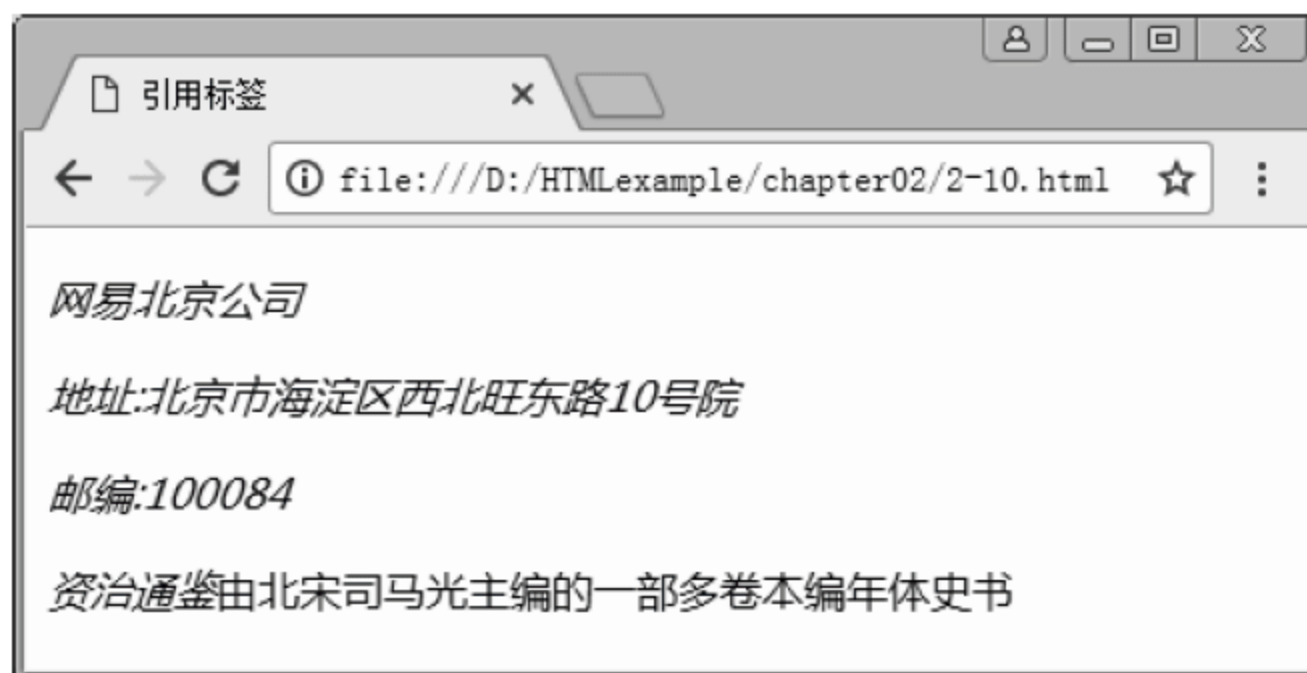 引用标签
file:///D:/HTMLexample/chapter02/2-10.html
网易北京公司
地址:北京市海淀区西北旺东路10号院
邮编:100084
资治通鉴由北宋司马光主编的一部多卷本编年体史书